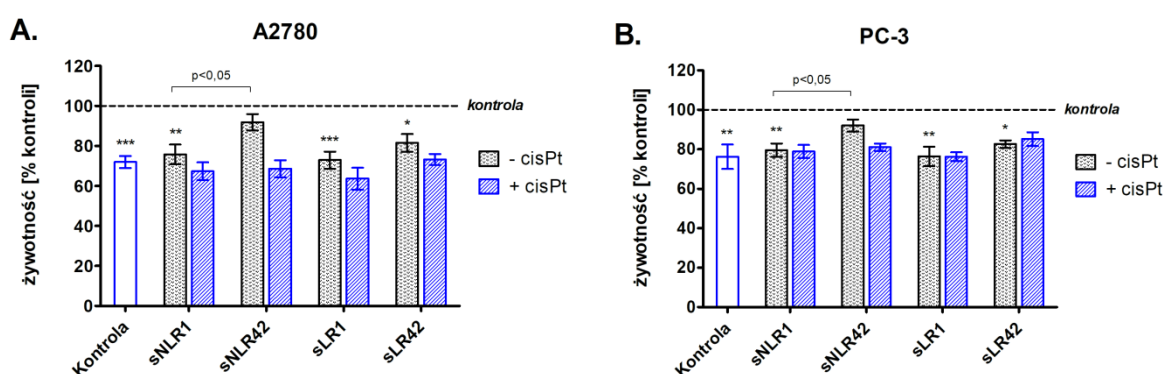 A.
A2780
120
100
80
60
40
20
0
żywotność [% kontroli]
p<0,05
kontrola
***
**
***
*
- cisPt
+ cisPt
Kontrola
sNLR1
sNLR42
sLR1
sLR42
B.
PC-3
120
100
80
60
40
20
0
żywotność [% kontroli]
p<0,05
kontrola
**
**
**
*
- cisPt
+ cisPt
Kontrola
sNLR1
sNLR42
sLR1
sLR42